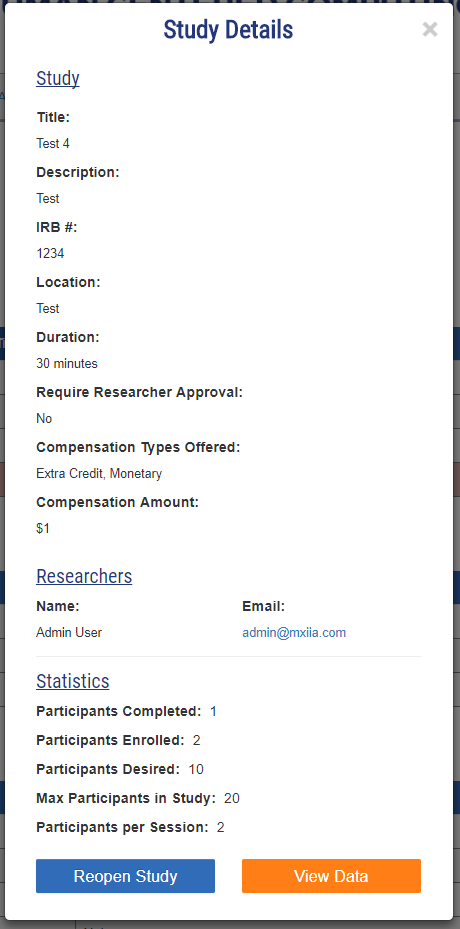 Study Details
×
Study
Title:
Test 4
Description:
Test
IRB #:
1234
Location:
Test
Duration:
30 minutes
Require Researcher Approval:
No
Compensation Types Offered:
Extra Credit, Monetary
Compensation Amount:
$1
Researchers
Name: Email:
Admin User admin@mxiia.com
Statistics
Participants Completed: 1
Participants Enrolled: 2
Participants Desired: 10
Max Participants in Study: 20
Participants per Session: 2
Reopen Study View Data